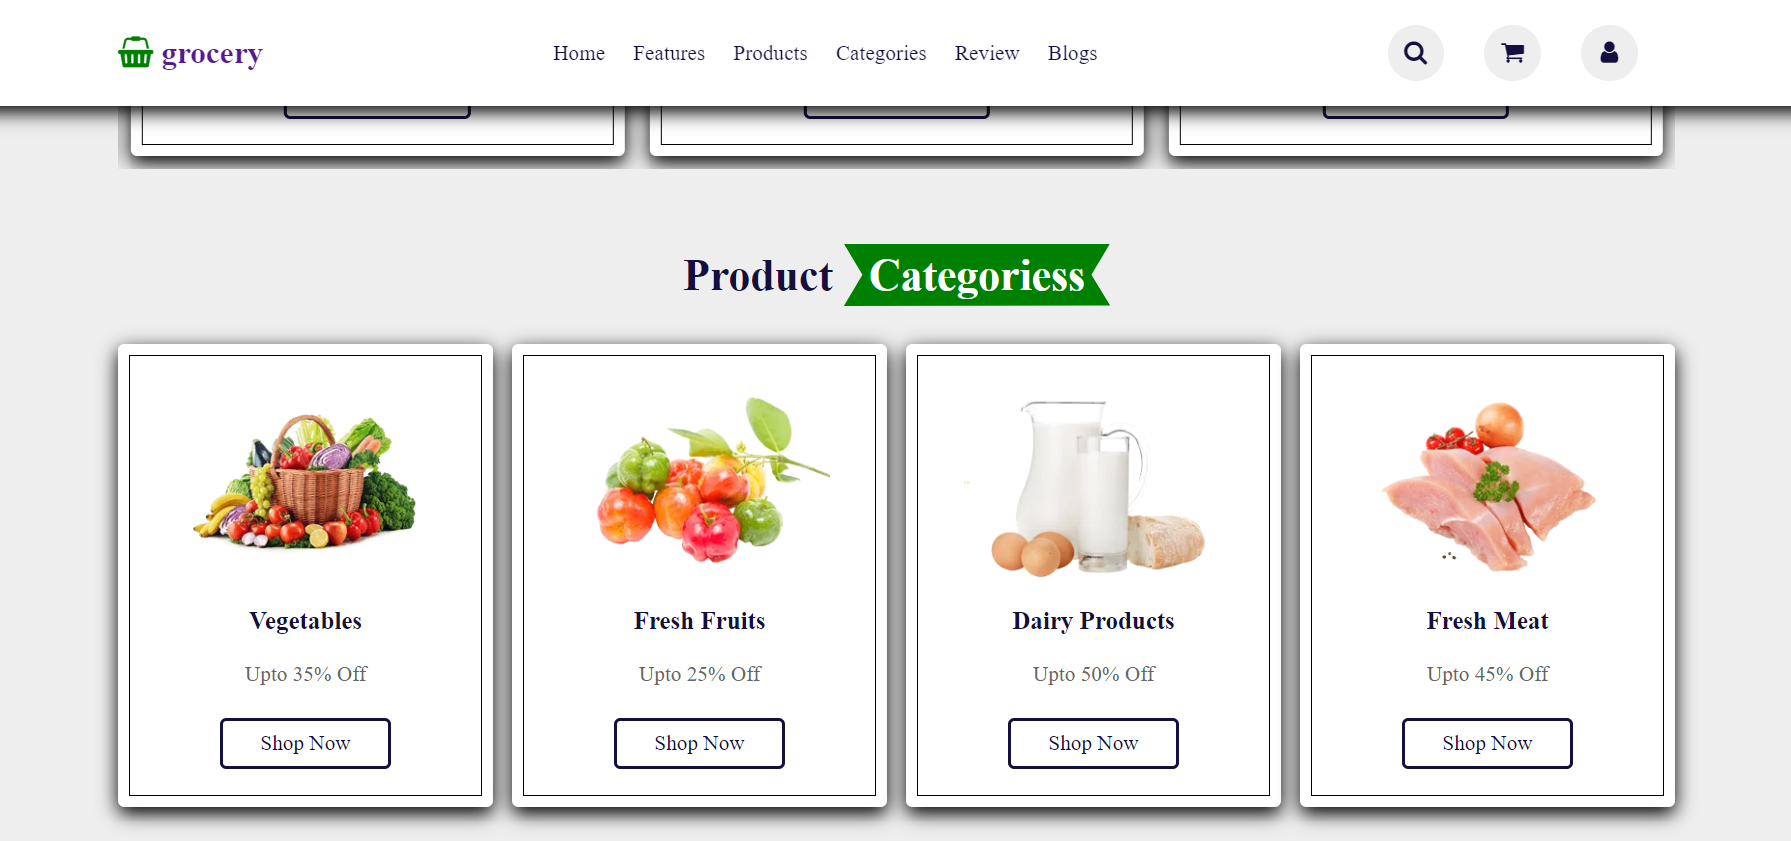 grocery
Home Features Products Categories Review Blogs
Product Categoriess
Vegetables
Upto 35% Off
Shop Now
Fresh Fruits
Upto 25% Off
Shop Now
Dairy Products
Upto 50% Off
Shop Now
Fresh Meat
Upto 45% Off
Shop Now